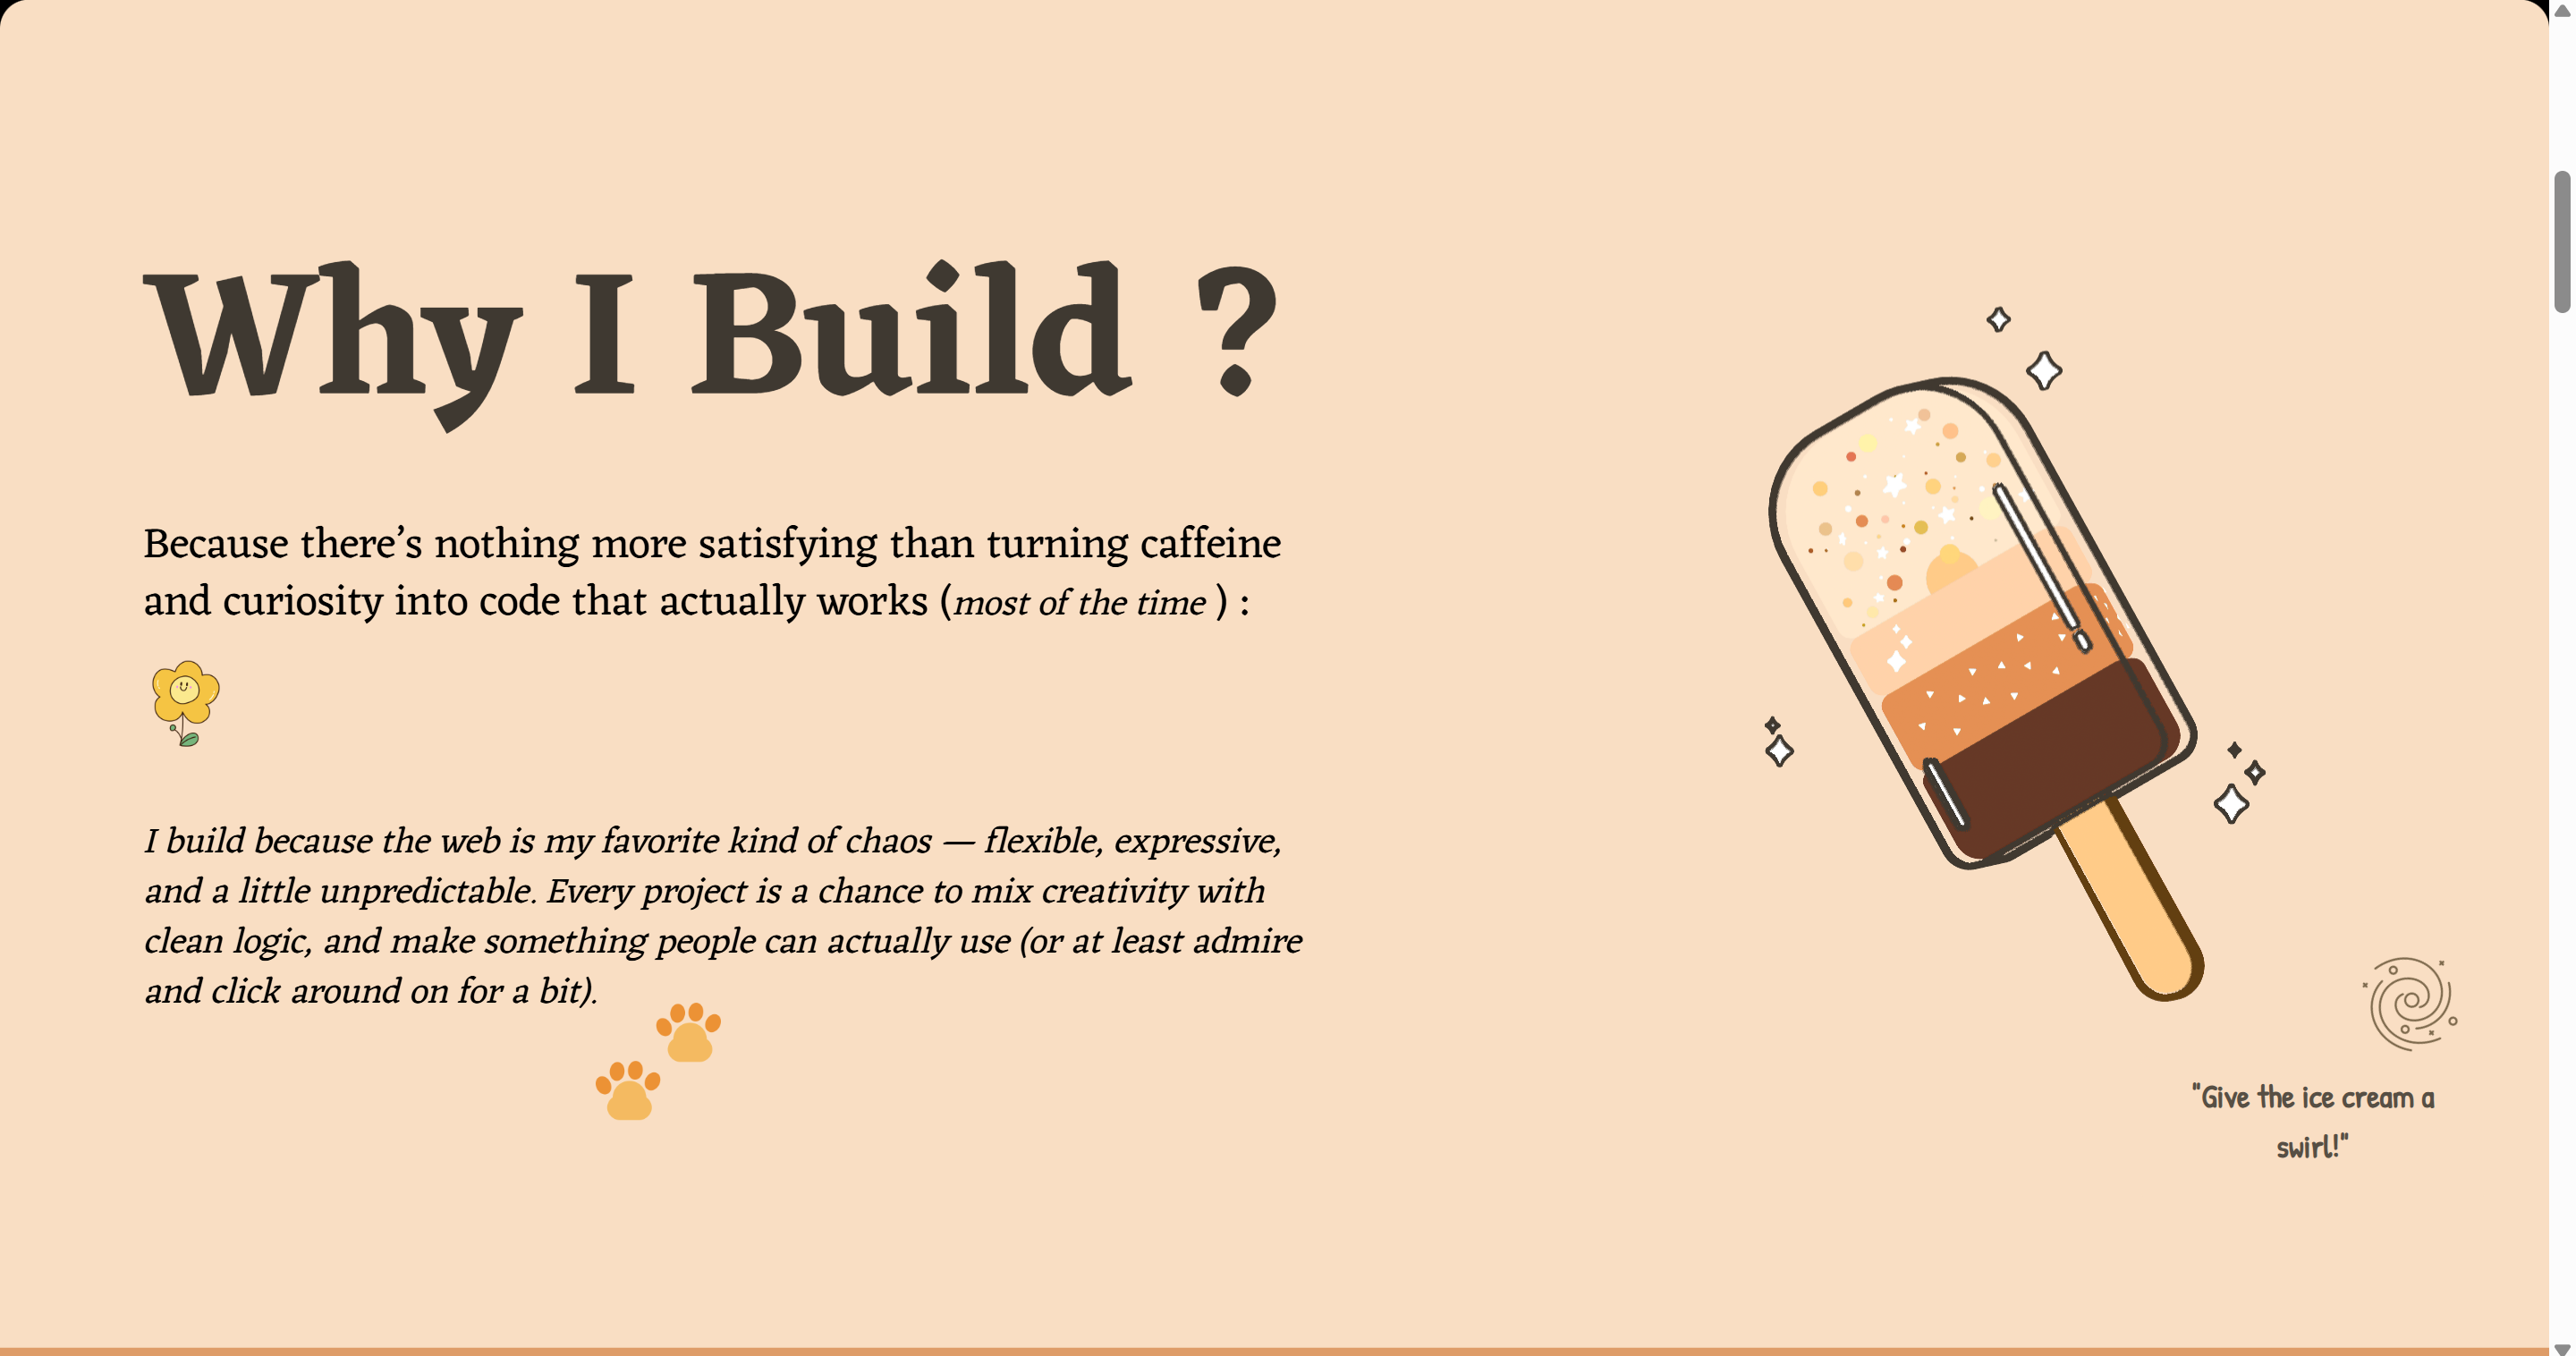 Why I Build ?
Because there’s nothing more satisfying than turning caffeine
and curiosity into code that actually works (most of the time ) :
I build because the web is my favorite kind of chaos — flexible, expressive,
and a little unpredictable. Every project is a chance to mix creativity with
clean logic, and make something people can actually use (or at least admire
and click around on for a bit).
"Give the ice cream a
swirl!"